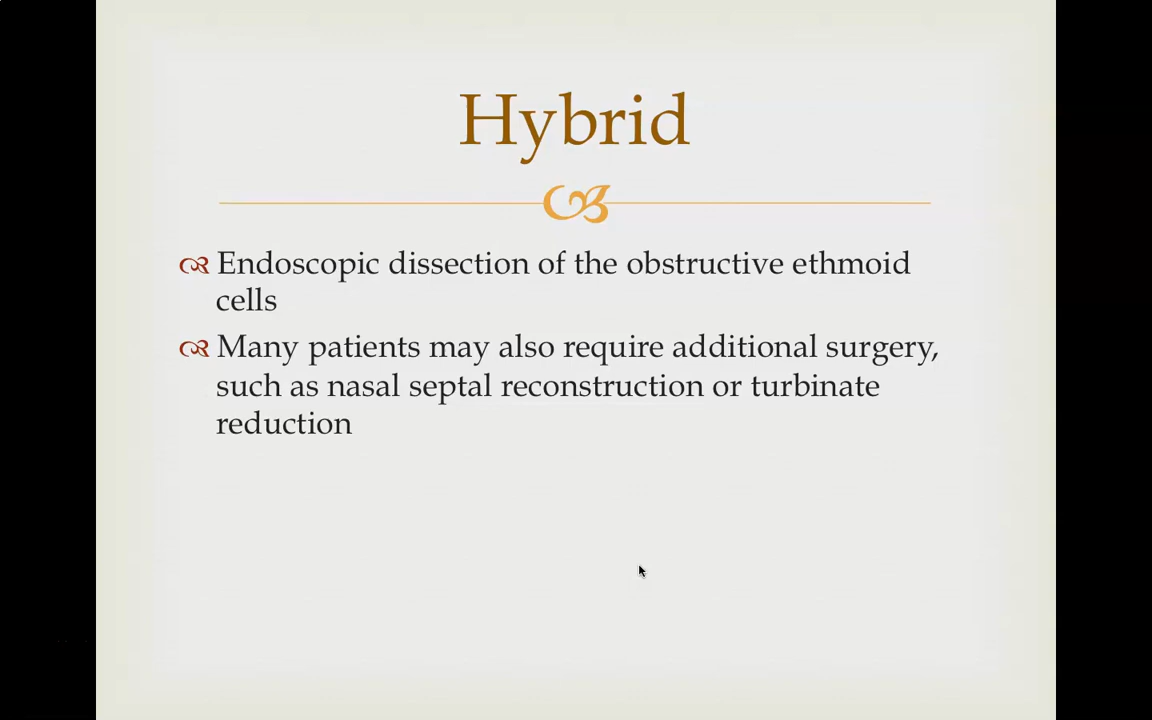 Hybrid
Endoscopic dissection of the obstructive ethmoid
cells
Many patients may also require additional surgery,
such as nasal septal reconstruction or turbinate
reduction